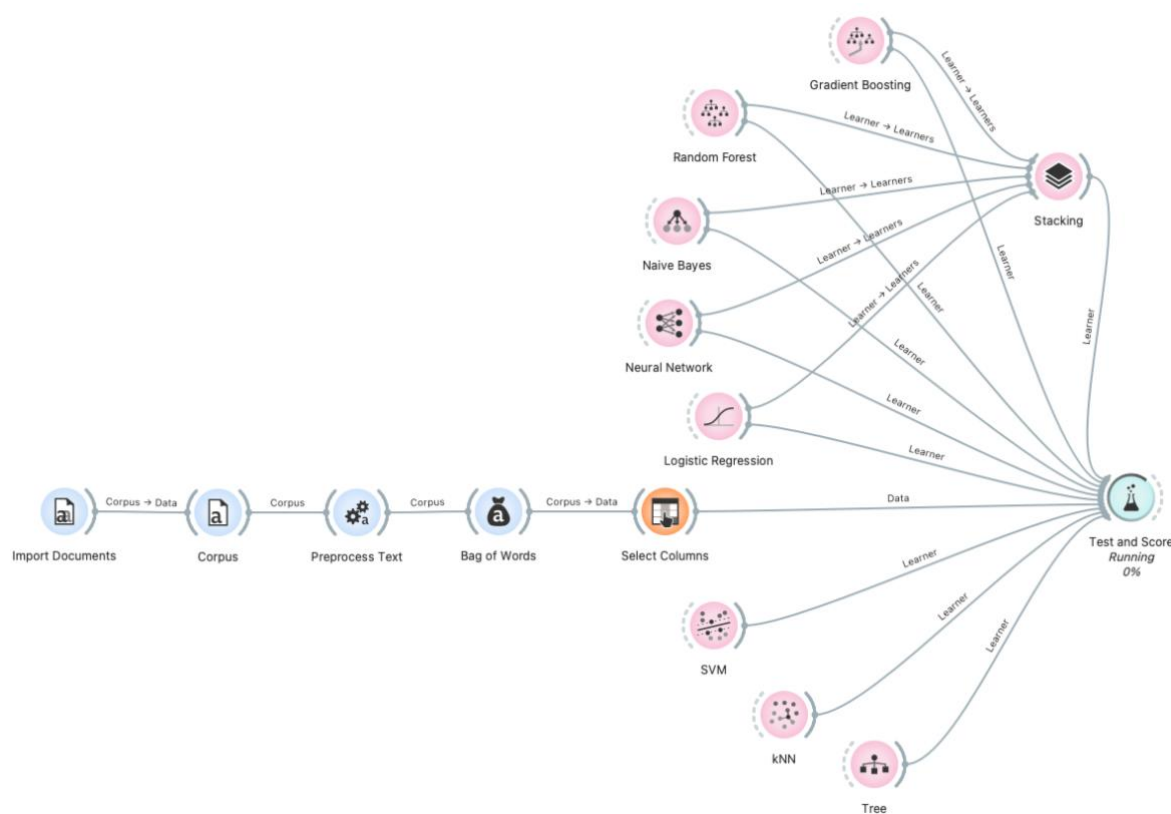 Gradient Boosting
Learner → Learners
Random Forest
Learner → Learners
Stacking
Learner → Learners
Naive Bayes
Learner → Learners
Learner
Learner → Learners
Learner
Learner
Neural Network
Learner
Learner
Logistic Regression
Learner
Corpus → Data
Corpus
Corpus
Corpus → Data
Data
a
a
a
a
Import Documents
Corpus
Preprocess Text
Bag of Words
Select Columns
Test and Score
Running
0%
Learner
SVM
Learner
Learner
kNN
Tree